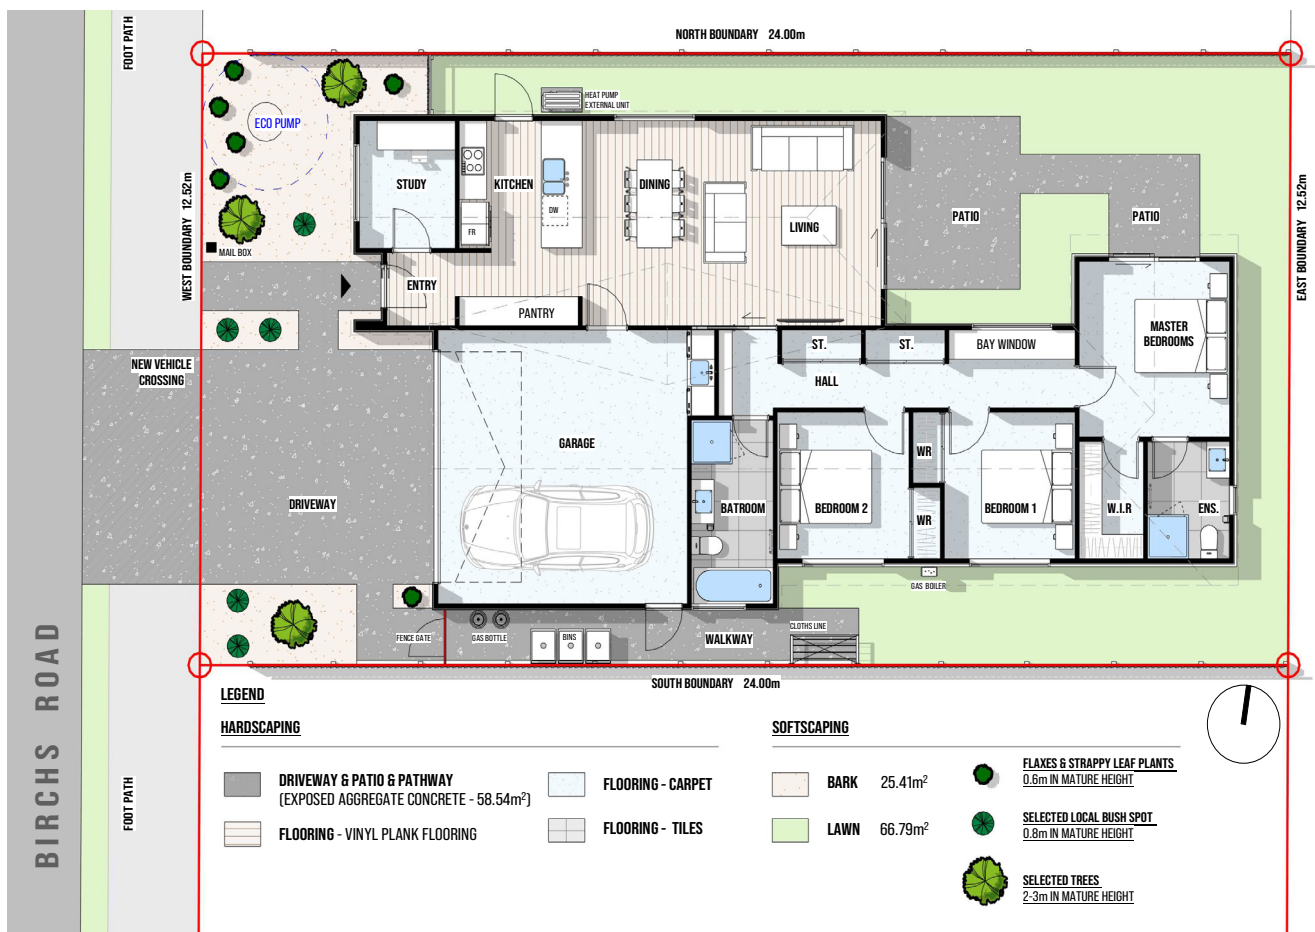 NORTH BOUNDARY 24.00m
FOOT PATH
HEAT PUMP
EXTERNAL UNIT
ECO PUMP
STUDY
KITCHEN
DINING
DW
FR
LIVING
PATIO
PATIO
WEST BOUNDARY 12.52m
EAST BOUNDARY 12.52m
MAIL BOX
ENTRY
PANTRY
MASTER
BEDROOMS
ST.
ST.
BAY WINDOW
NEW VEHICLE
CROSSING
HALL
GARAGE
WR
DRIVEWAY
BATROOM
BEDROOM 2
WR
BEDROOM 1
W.I.R
ENS.
GAS BOILER
FENCE GATE
GAS BOTTLE
BINS
WALKWAY
CLOTHS LINE
SOUTH BOUNDARY 24.00m
BIRCHS ROAD
FOOT PATH
LEGEND
HARDSCAPING
DRIVEWAY & PATIO & PATHWAY
(EXPOSED AGGREGATE CONCRETE - 58.54m²)
FLOORING - VINYL PLANK FLOORING
FLOORING - CARPET
FLOORING - TILES
SOFTSCAPING
BARK 25.41m²
LAWN 66.79m²
FLAXES & STRAPPY LEAF PLANTS
0.6m IN MATURE HEIGHT
SELECTED LOCAL BUSH SPOT
0.8m IN MATURE HEIGHT
SELECTED TREES
2-3m IN MATURE HEIGHT